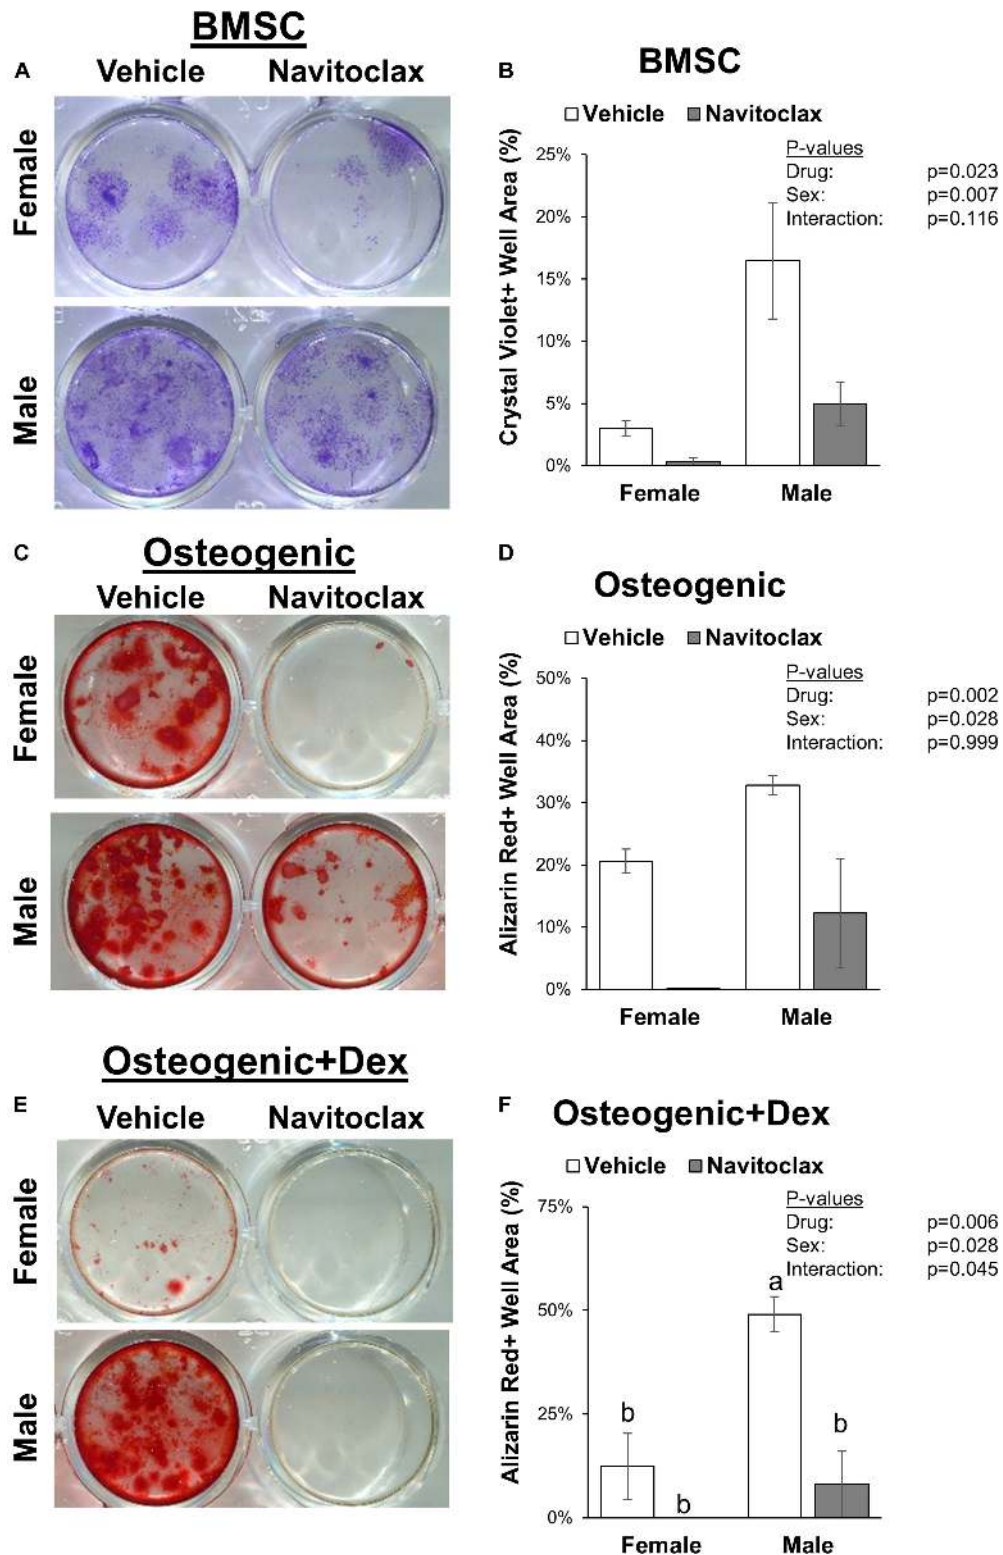 BMSC
A Vehicle Navitoclax
Female
Male
B BMSC
Vehicle Navitoclax
P-values
Drug: p=0.023
Sex: p=0.007
Interaction: p=0.116
Crystal Violet+ Well Area (%)
25%
20%
15%
10%
5%
0%
Female Male
C Osteogenic
Vehicle Navitoclax
Female
Male
D Osteogenic
Vehicle Navitoclax
P-values
Drug: p=0.002
Sex: p=0.028
Interaction: p=0.999
Alizarin Red+ Well Area (%)
50%
40%
30%
20%
10%
0%
Female Male
Osteogenic+Dex
E Vehicle Navitoclax
Female
Male
F Osteogenic+Dex
Vehicle Navitoclax
P-values
Drug: p=0.006
Sex: p=0.028
Interaction: p=0.045
Alizarin Red+ Well Area (%)
75%
50%
25%
0%
a
b
b
b
Female Male